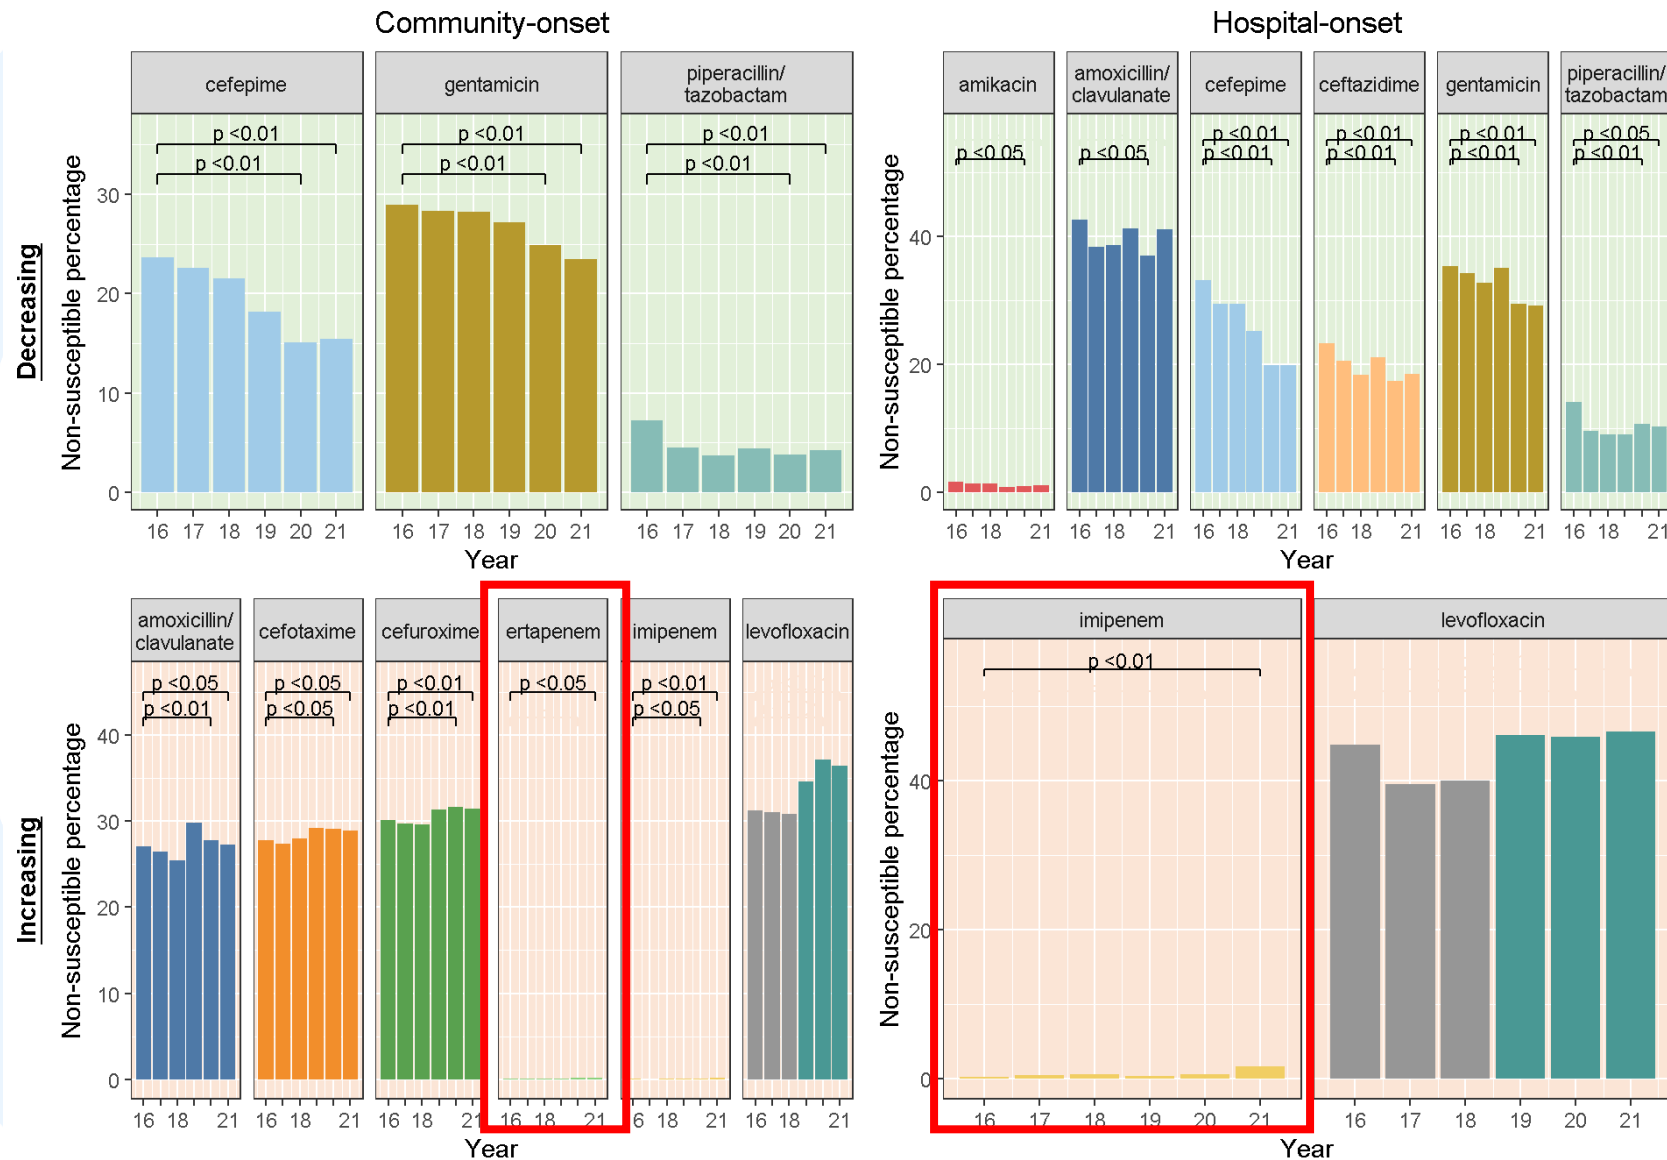 Community-onset
Hospital-onset
cefepime
gentamicin
piperacillin/
tazobactam
amikacin
amoxicillin/
clavulanate
cefepime
ceftazidime
gentamicin
piperacillin/
tazobactam
p <0.01
p <0.01
p <0.01
p <0.01
p <0.01
p <0.01
p <0.05
p <0.05
p <0.01
p <0.01
p <0.01
p <0.01
p <0.01
p <0.01
p <0.05
p <0.01
Decreasing
Non-susceptible percentage
30
20
10
0
Non-susceptible percentage
40
20
0
16 17 18 19 20 21
16 17 18 19 20 21
16 17 18 19 20 21
Year
16 18 21
16 18 21
16 18 21
16 18 21
16 18 21
16 18 21
Year
amoxicillin/
clavulanate
cefotaxime
cefuroxime
ertapenem
imipenem
levofloxacin
imipenem
levofloxacin
p <0.05
p <0.01
p <0.05
p <0.05
p <0.01
p <0.01
p <0.05
p <0.01
p <0.05
p <0.01
Increasing
Non-susceptible percentage
40
30
20
10
0
Non-susceptible percentage
40
20
0
16 18 21
16 18 21
16 18 21
16 18 21
16 18 21
16 18 21
Year
16 17 18 19 20 21
16 17 18 19 20 21
Year